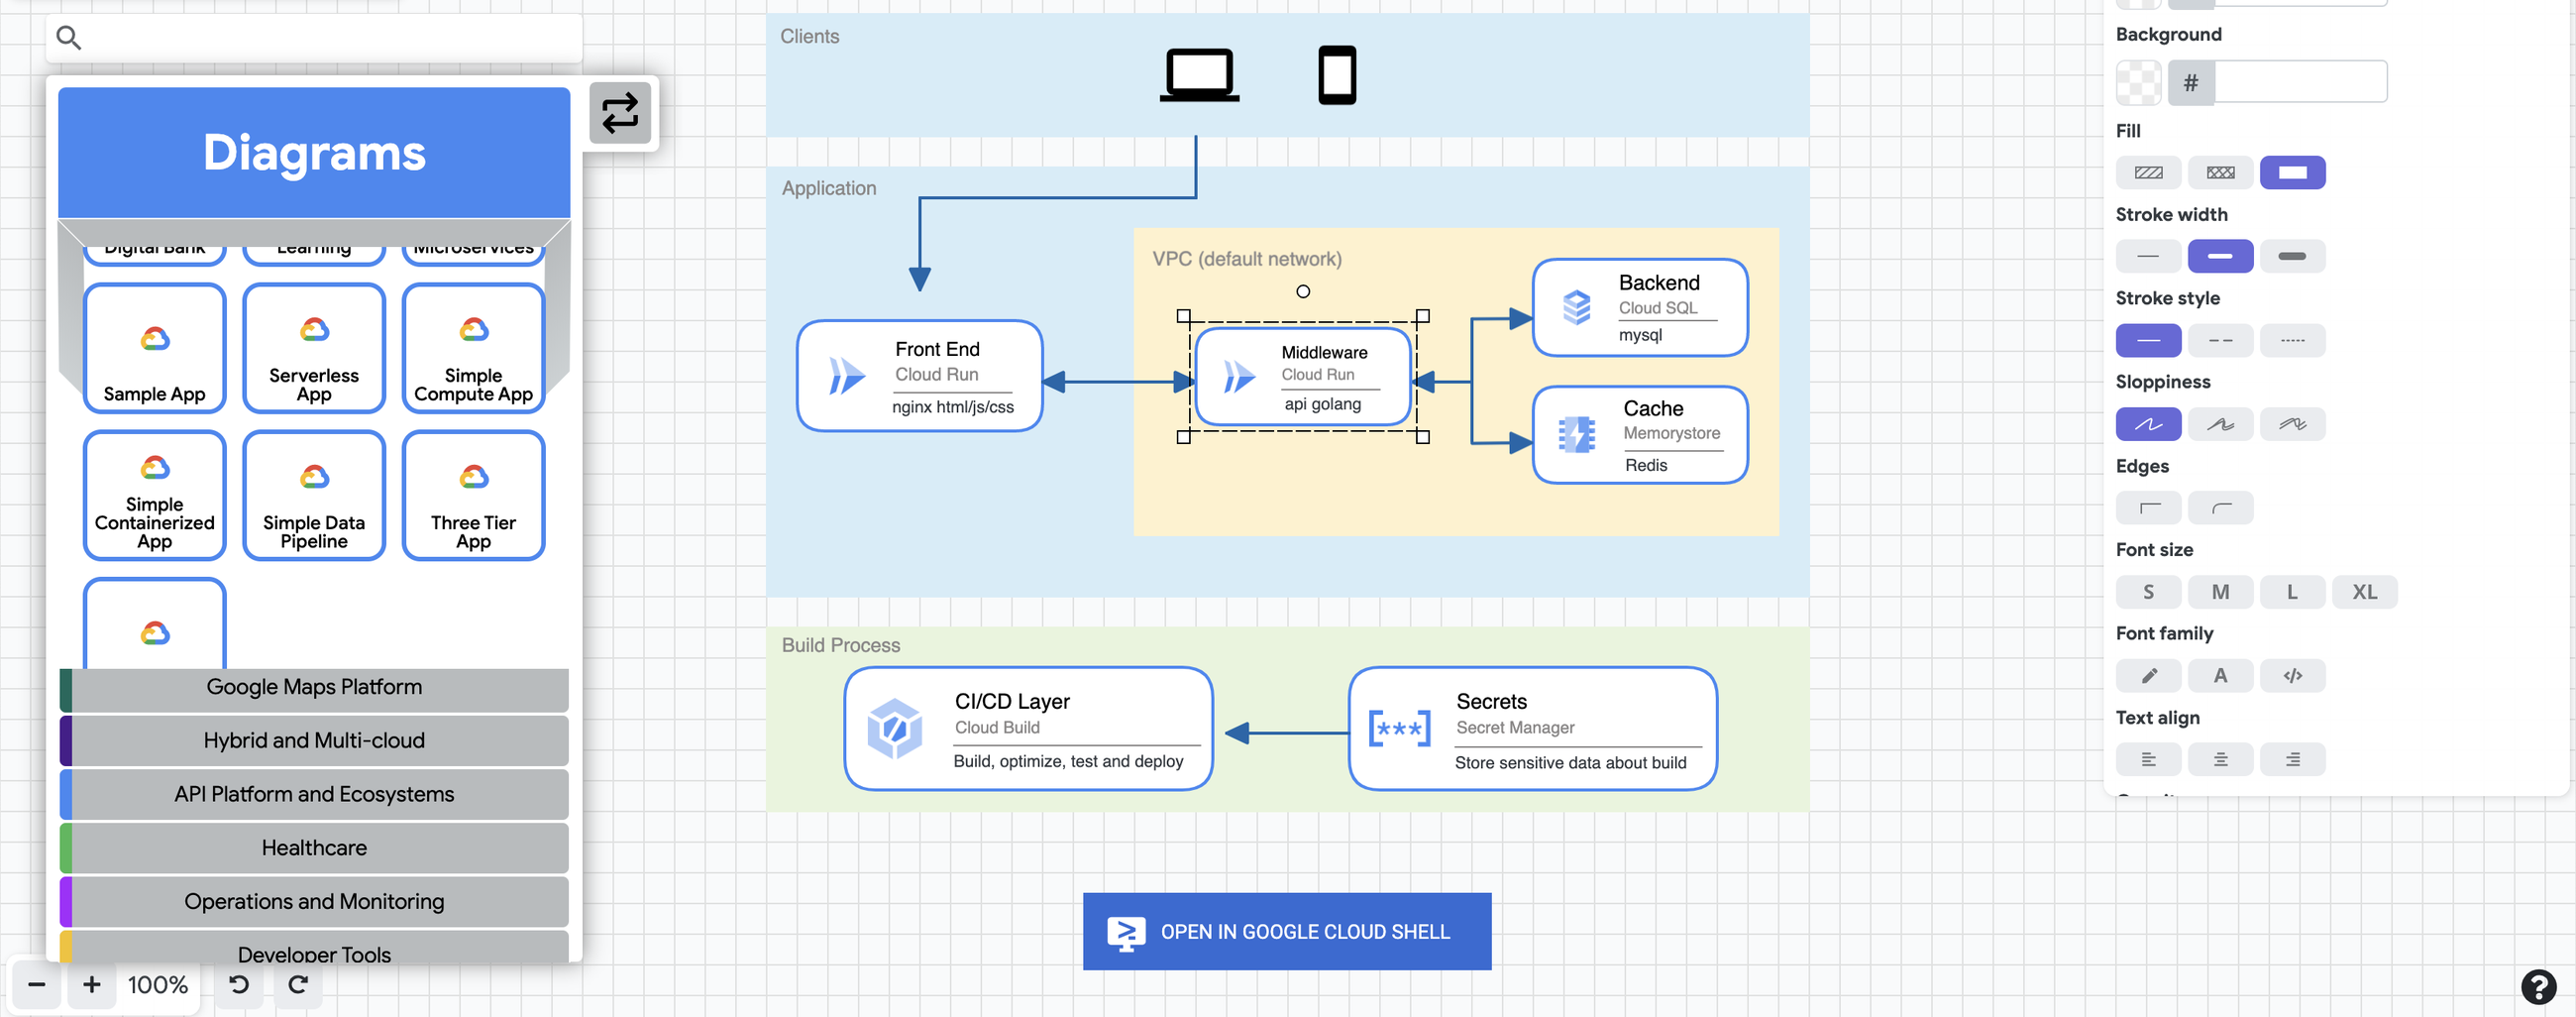 Diagrams
Digital Bank
Learning
Microservices
Sample App
Serverless
App
Simple
Compute App
Simple
Containerized
App
Simple Data
Pipeline
Three Tier
App
Google Maps Platform
Hybrid and Multi-cloud
API Platform and Ecosystems
Healthcare
Operations and Monitoring
Developer Tools
100%
Clients
Application
VPC (default network)
Front End
Cloud Run
nginx html/js/css
Middleware
Cloud Run
api golang
Backend
Cloud SQL
mysql
Cache
Memorystore
Redis
Build Process
CI/CD Layer
Cloud Build
Build, optimize, test and deploy
[***]
Secrets
Secret Manager
Store sensitive data about build
OPEN IN GOOGLE CLOUD SHELL
Background
#
Fill
Stroke width
Stroke style
Sloppiness
Edges
Font size
S M L XL
Font family
A </>
Text align
?